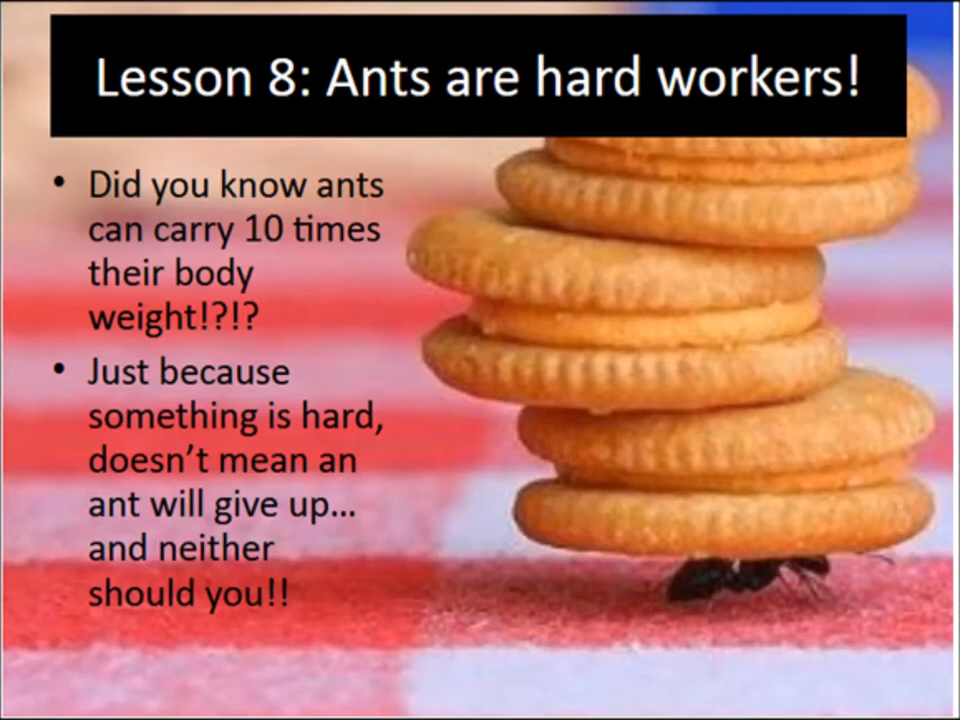 Lesson 8: Ants are hard workers!
• Did you know ants
can carry 10 times
their body
weight!?!?
• Just because
something is hard,
doesn’t mean an
ant will give up…
and neither
should you!!